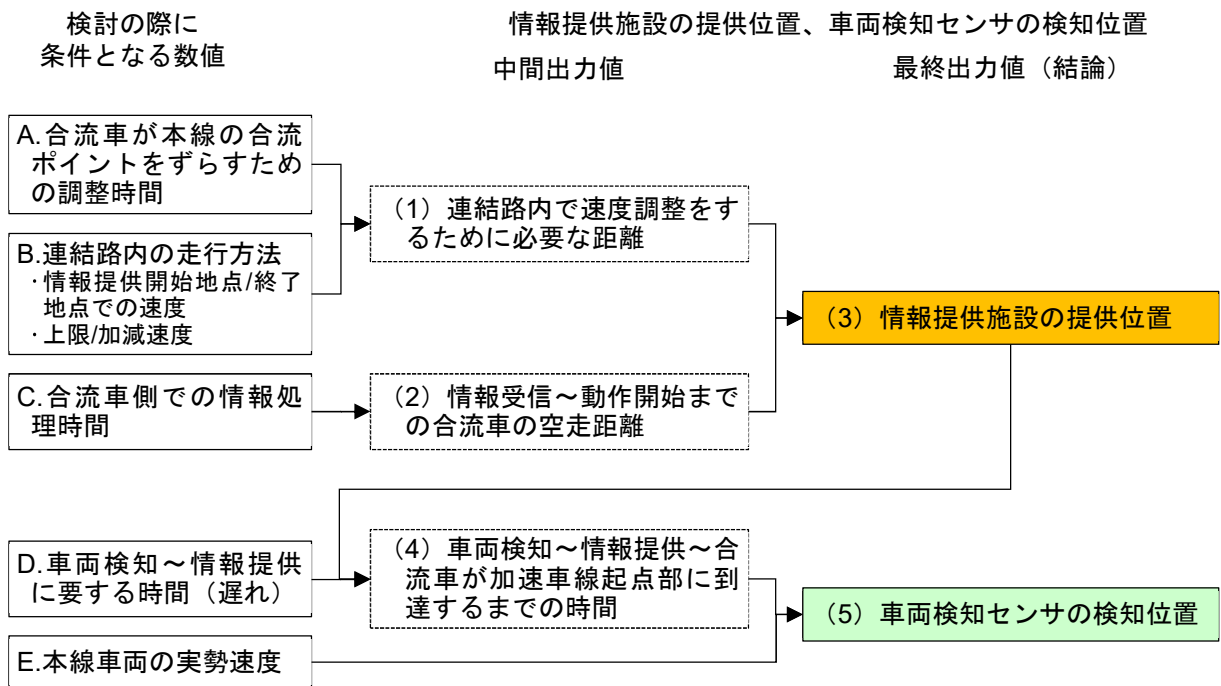 検討の際に
条件となる数値
情報提供施設の提供位置、車両検知センサの検知位置
中間出力値
最終出力値（結論）
A.合流車が本線の合流
ポイントをずらすため
の調整時間
B.連結路内の走行方法
･情報提供開始地点/終了
地点での速度
･上限/加減速度
（1）連結路内で速度調整をす
るために必要な距離
（3）情報提供施設の提供位置
C.合流車側での情報処
理時間
（2）情報受信～動作開始まで
の合流車の空走距離
D.車両検知～情報提供
に要する時間（遅れ）
（4）車両検知～情報提供～合
流車が加速車線起点部に到
達するまでの時間
（5）車両検知センサの検知位置
E.本線車両の実勢速度